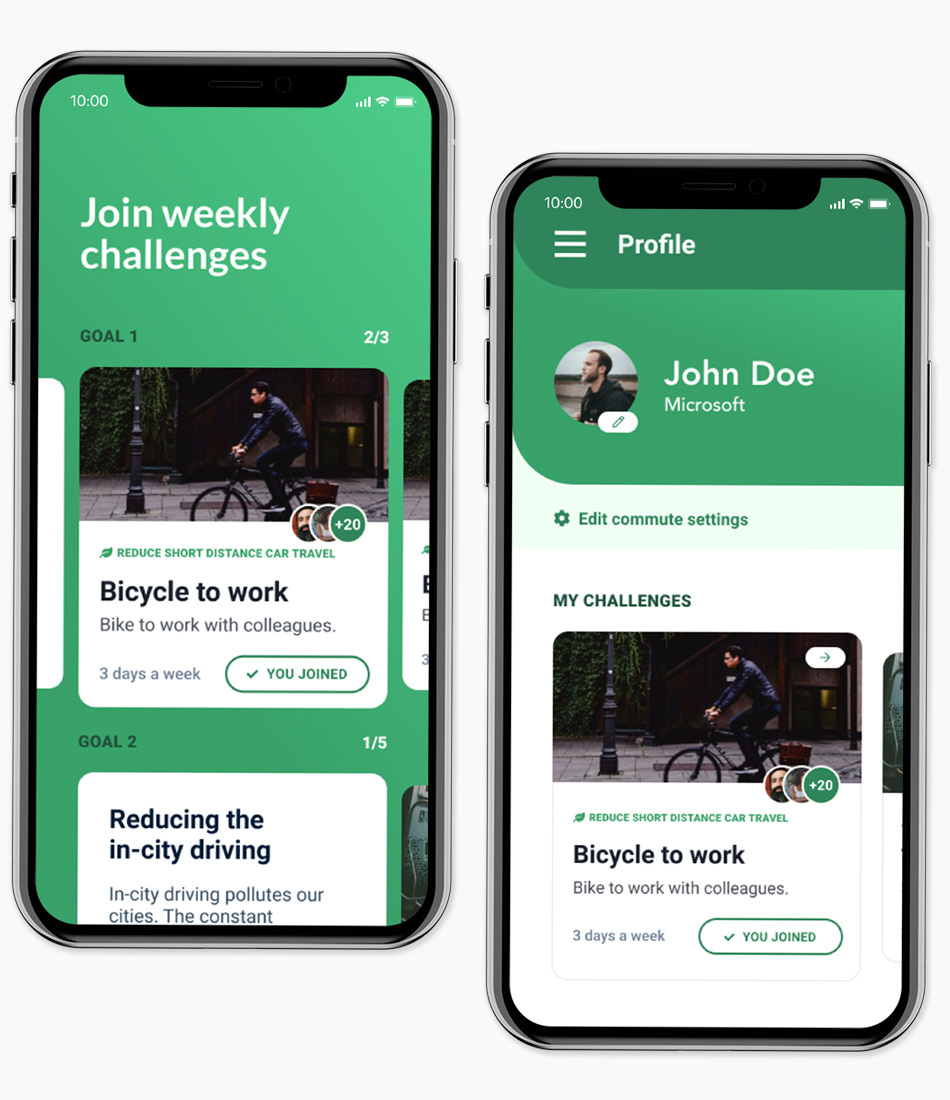 10:00
Join weekly
challenges
GOAL 1
2/3
+20
REDUCE SHORT DISTANCE CAR TRAVEL
Bicycle to work
Bike to work with colleagues.
3 days a week
YOU JOINED
GOAL 2
1/5
Reducing the
in-city driving
In-city driving pollutes our
cities. The constant
10:00
Profile
John Doe
Microsoft
Edit commute settings
MY CHALLENGES
+20
REDUCE SHORT DISTANCE CAR TRAVEL
Bicycle to work
Bike to work with colleagues.
3 days a week
YOU JOINED